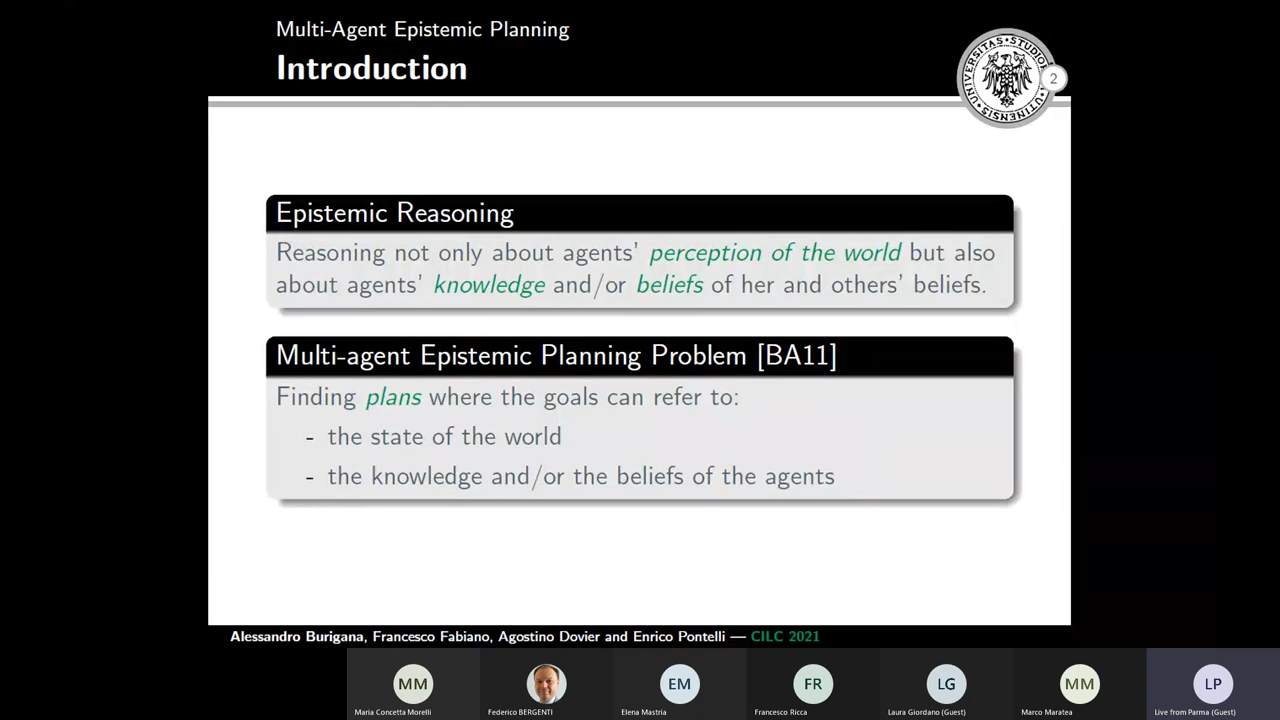 Multi-Agent Epistemic Planning
Introduction
UNIVERSITAS STUDIORUM UTINENSIS
2
Epistemic Reasoning
Reasoning not only about agents' perception of the world but also
about agents' knowledge and/or beliefs of her and others' beliefs.
Multi-agent Epistemic Planning Problem [BA11]
Finding plans where the goals can refer to:
- the state of the world
- the knowledge and/or the beliefs of the agents
Alessandro Burigana, Francesco Fabiano, Agostino Dovier and Enrico Pontelli — CILC 2021
MM
EM
FR
LG
MM
LP
Maria Concetta Morelli
Federico BERGENTI
Elena Mastria
Francesco Ricca
Laura Giordano (Guest)
Marco Maratea
Live from Parma (Guest)